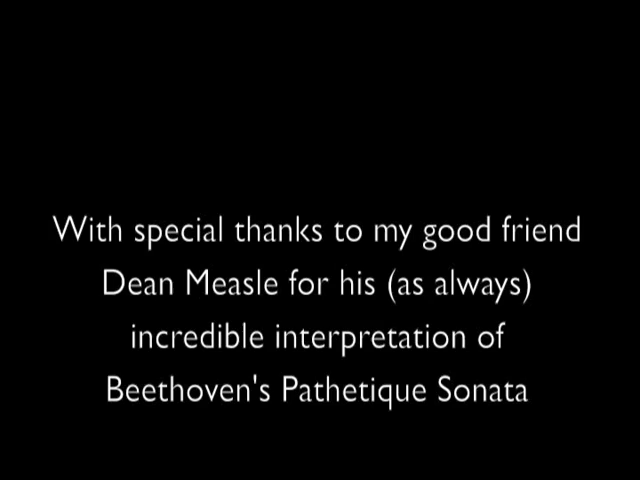 With special thanks to my good friend
Dean Measle for his (as always)
incredible interpretation of
Beethoven's Pathetique Sonata